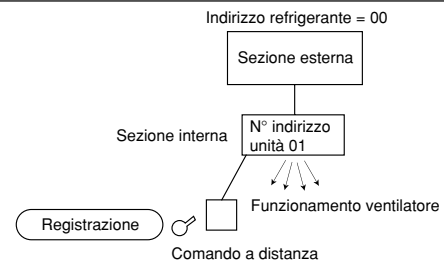 Indirizzo refrigerante = 00
Sezione esterna
Sezione interna
N° indirizzo
unità 01
Funzionamento ventilatore
Registrazione
Comando a distanza